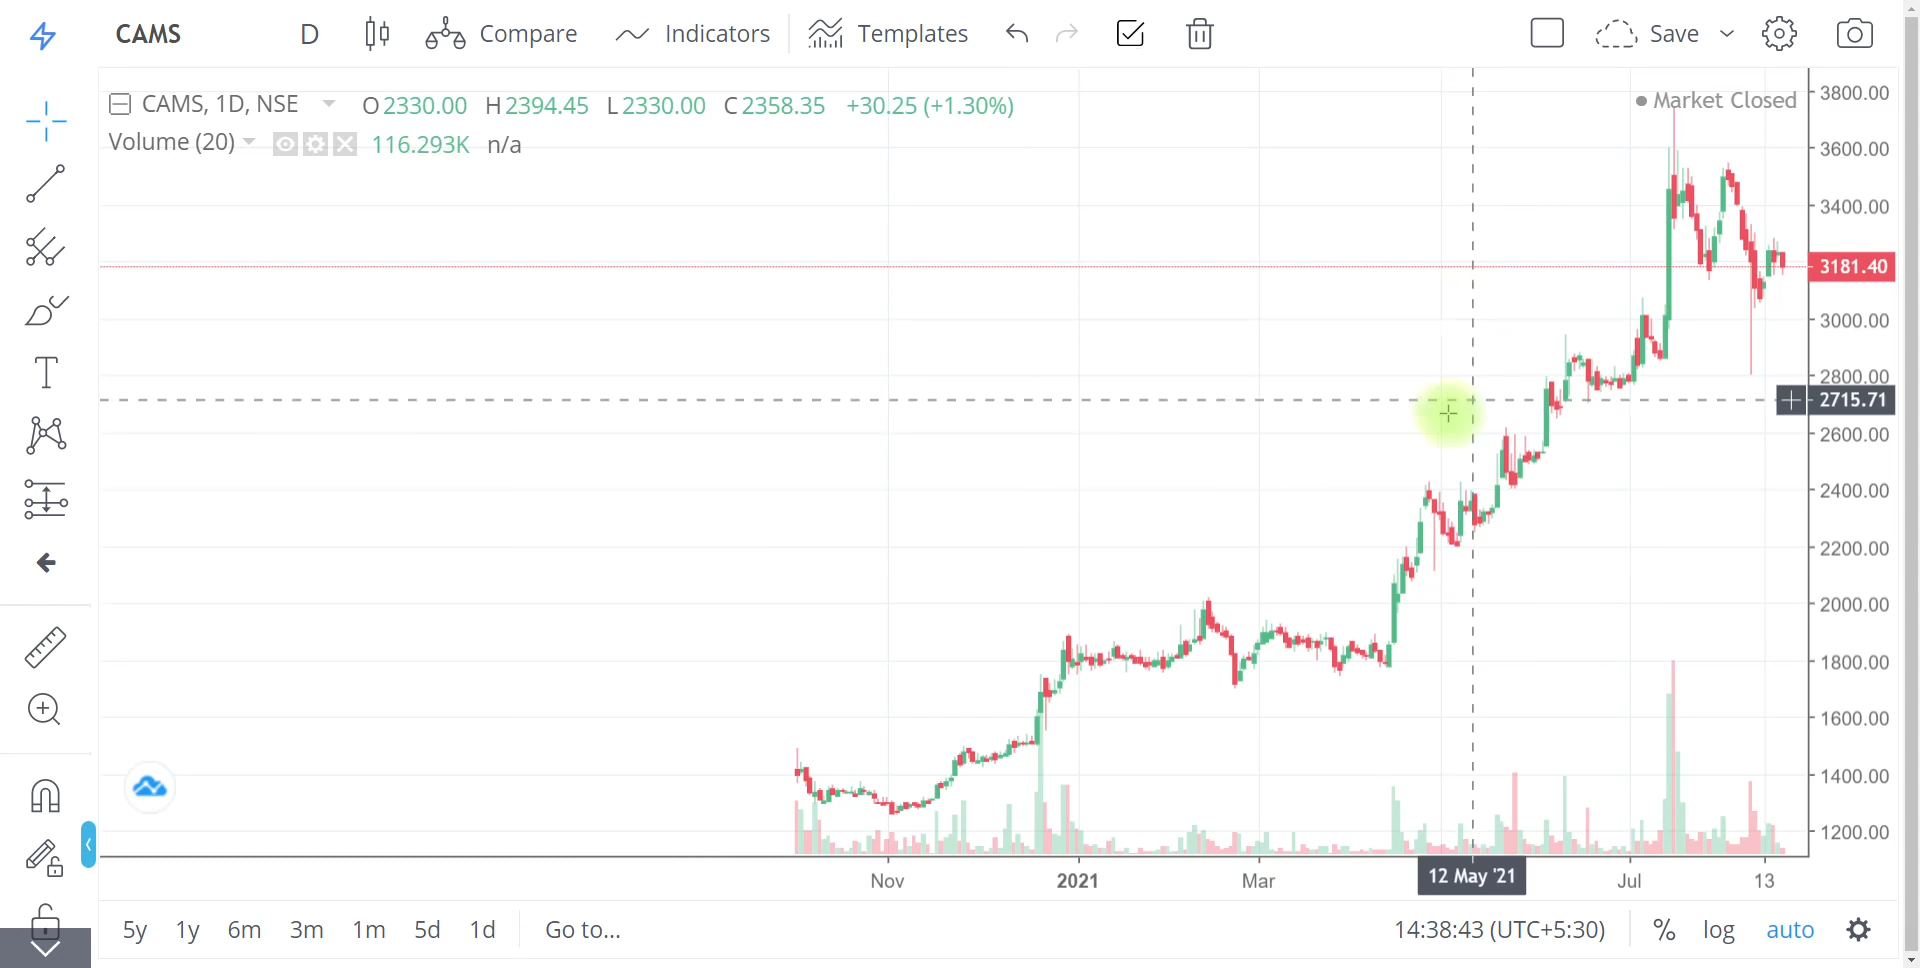 CAMS D Compare Indicators Templates Save
CAMS, 1D, NSE O2330.00 H2394.45 L2330.00 C2358.35 +30.25 (+1.30%)
Market Closed
Volume (20) 116.293K n/a
3800.00
3600.00
3400.00
3181.40
3000.00
2800.00
2715.71
2600.00
2400.00
2200.00
2000.00
1800.00
1600.00
1400.00
1200.00
Nov 2021 Mar 12 May '21 Jul 13
5y 1y 6m 3m 1m 5d 1d Go to... 14:38:43 (UTC+5:30) % log auto